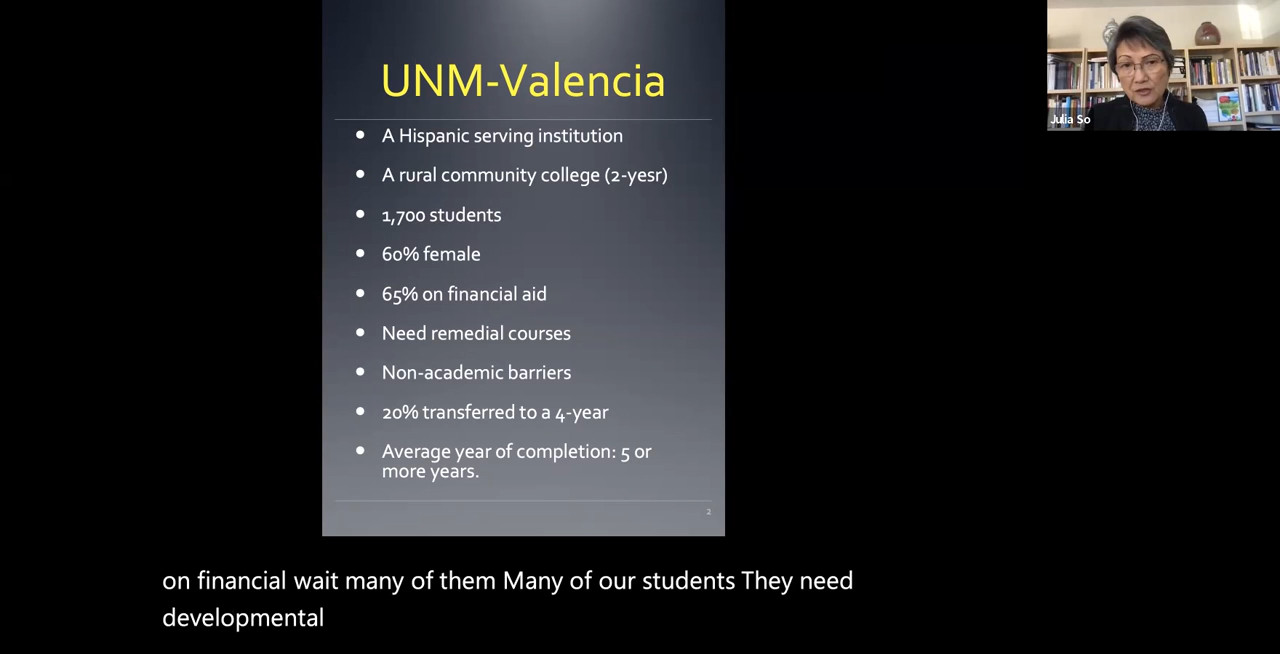 UNM-Valencia
A Hispanic serving institution
A rural community college (2-yesr)
1,700 students
60% female
65% on financial aid
Need remedial courses
Non-academic barriers
20% transferred to a 4-year
Average year of completion: 5 or
more years.
2
Julia So
on financial wait many of them Many of our students They need
developmental